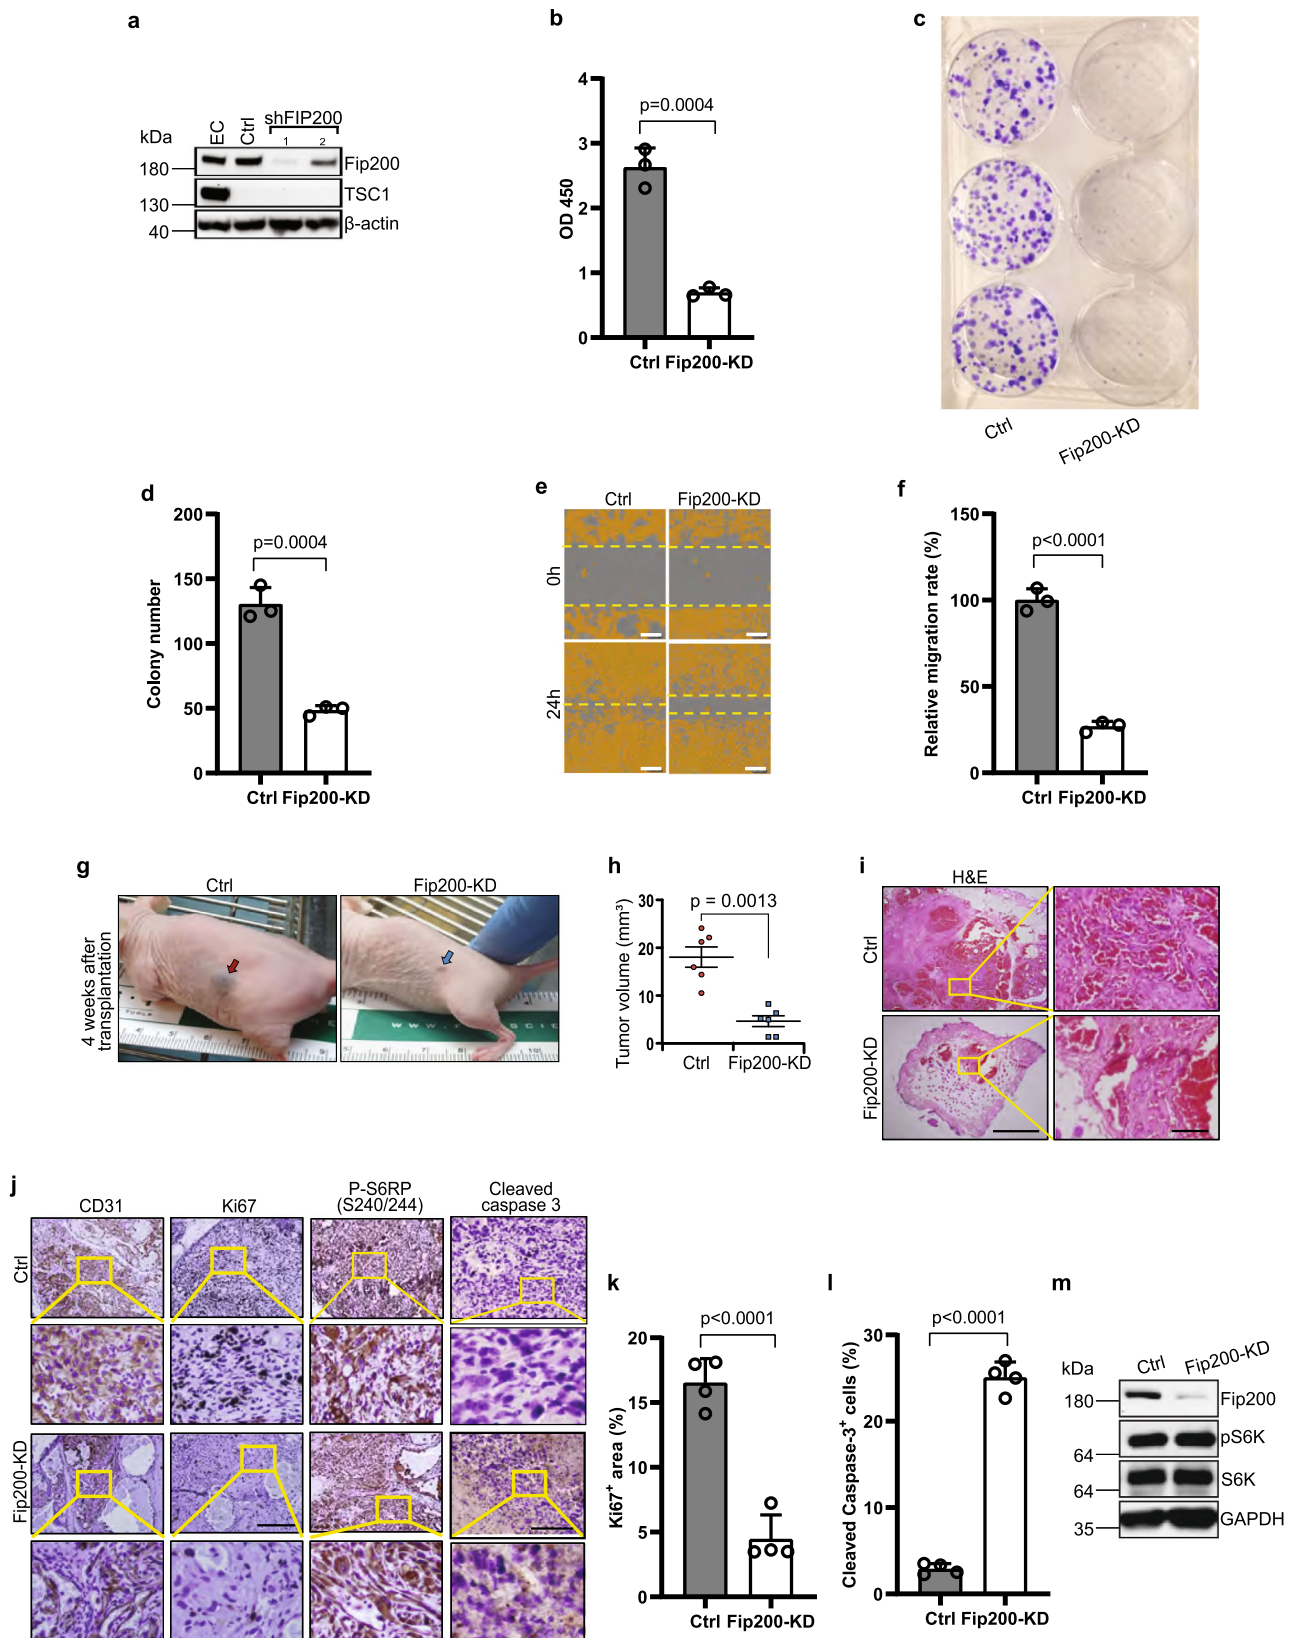 a
kDa
EC
Ctrl
shFIP200
1 2
180
Fip200
130
TSC1
40
β-actin
b
OD 450
4
3
2
1
0
p=0.0004
Ctrl Fip200-KD
c
Ctrl
Fip200-KD
d
Colony number
200
150
100
50
0
p=0.0004
Ctrl Fip200-KD
e
Ctrl
Fip200-KD
0h
24h
f
Relative migration rate (%)
150
100
50
0
p<0.0001
Ctrl Fip200-KD
g
Ctrl
Fip200-KD
4 weeks after
transplantation
h
Tumor volume (mm³)
30
20
10
0
p = 0.0013
Ctrl
Fip200-KD
i
H&E
Ctrl
Fip200-KD
j
CD31
Ki67
P-S6RP
(S240/244)
Cleaved
caspase 3
Ctrl
Fip200-KD
k
Ki67⁺ area (%)
20
15
10
5
0
p<0.0001
Ctrl Fip200-KD
l
Cleaved Caspase-3⁺ cells (%)
30
20
10
0
p<0.0001
Ctrl Fip200-KD
m
kDa
Ctrl
Fip200-KD
180
Fip200
64
pS6K
64
S6K
35
GAPDH